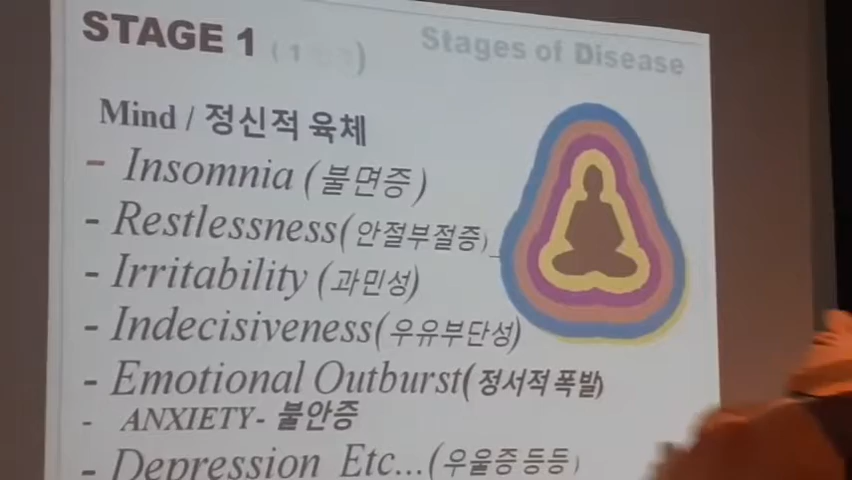 STAGE 1 (1
Stages of Disease
Mind / 정신적 육체
- Insomnia (불면증)
- Restlessness(안절부절증)
- Irritability (과민성)
- Indecisiveness(우유부단성)
- Emotional Outburst(정서적 폭발)
- ANXIETY- 불안증
- Depression Etc...(우울증 등등)